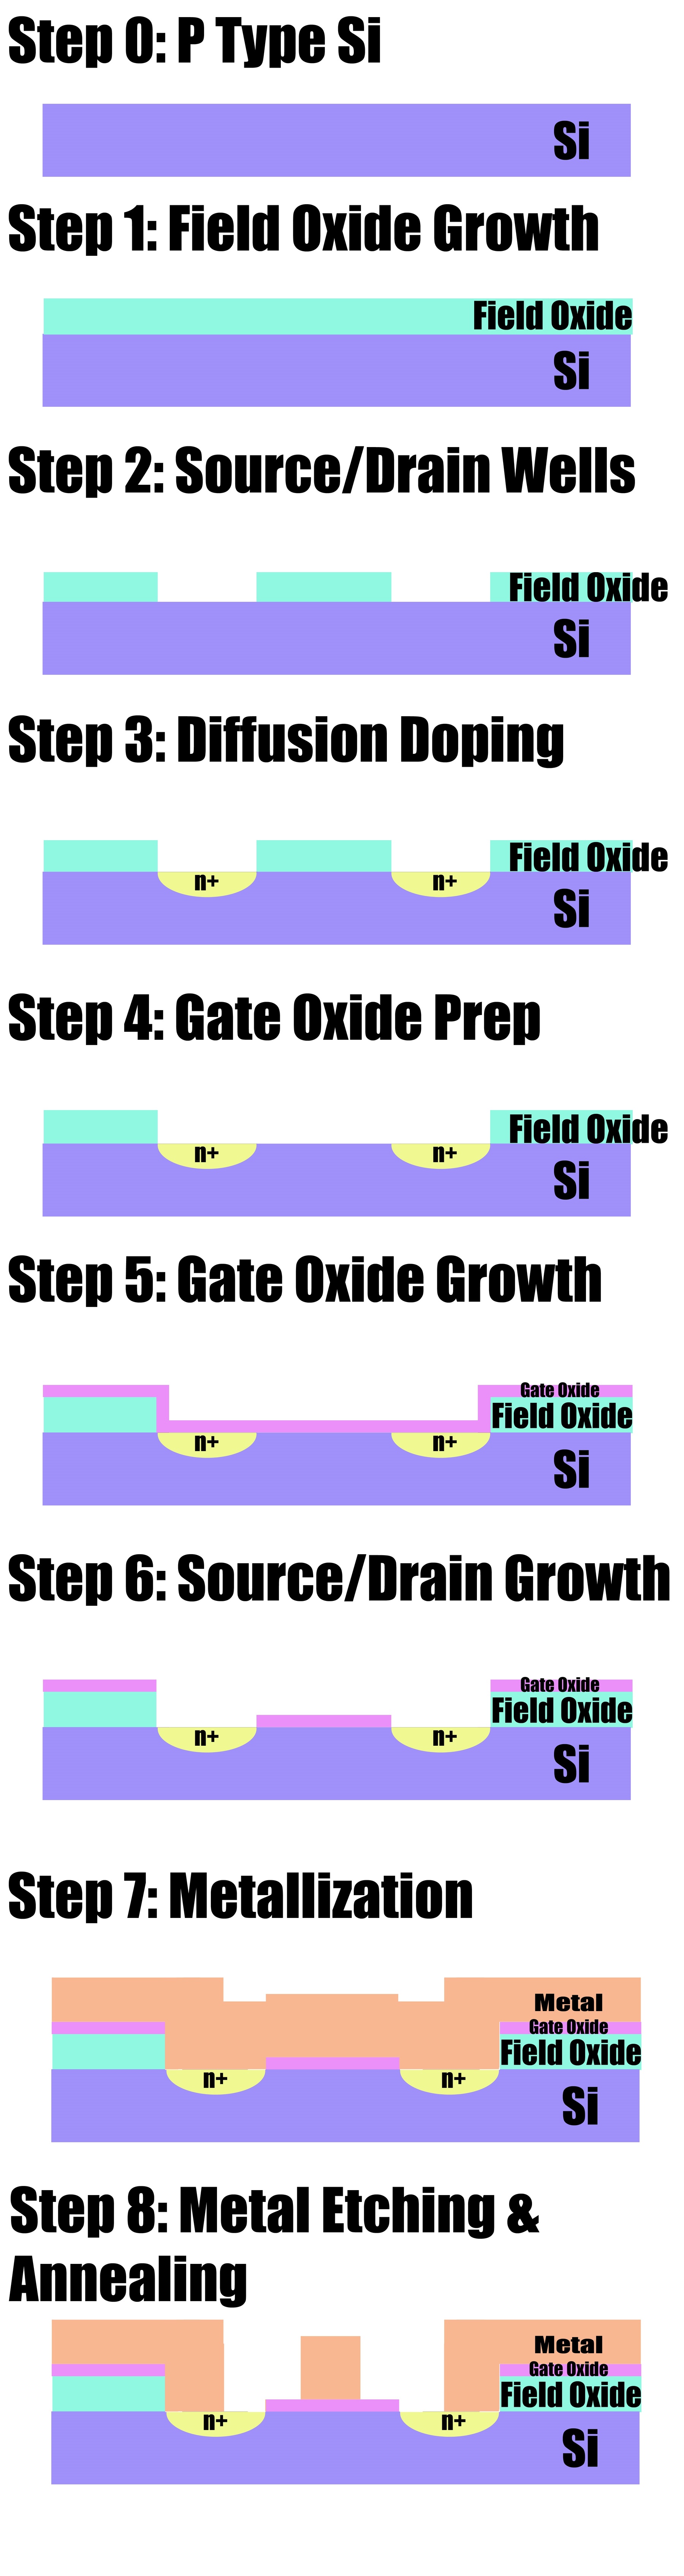 Step 0: P Type Si
Si
Step 1: Field Oxide Growth
Field Oxide
Si
Step 2: Source/Drain Wells
Field Oxide
Si
Step 3: Diffusion Doping
Field Oxide
n+ n+
Si
Step 4: Gate Oxide Prep
Field Oxide
n+ n+
Si
Step 5: Gate Oxide Growth
Gate Oxide
Field Oxide
n+ n+
Si
Step 6: Source/Drain Growth
Gate Oxide
Field Oxide
n+ n+
Si
Step 7: Metallization
Metal
Gate Oxide
Field Oxide
n+ n+
Si
Step 8: Metal Etching &
Annealing
Metal
Gate Oxide
Field Oxide
n+ n+
Si